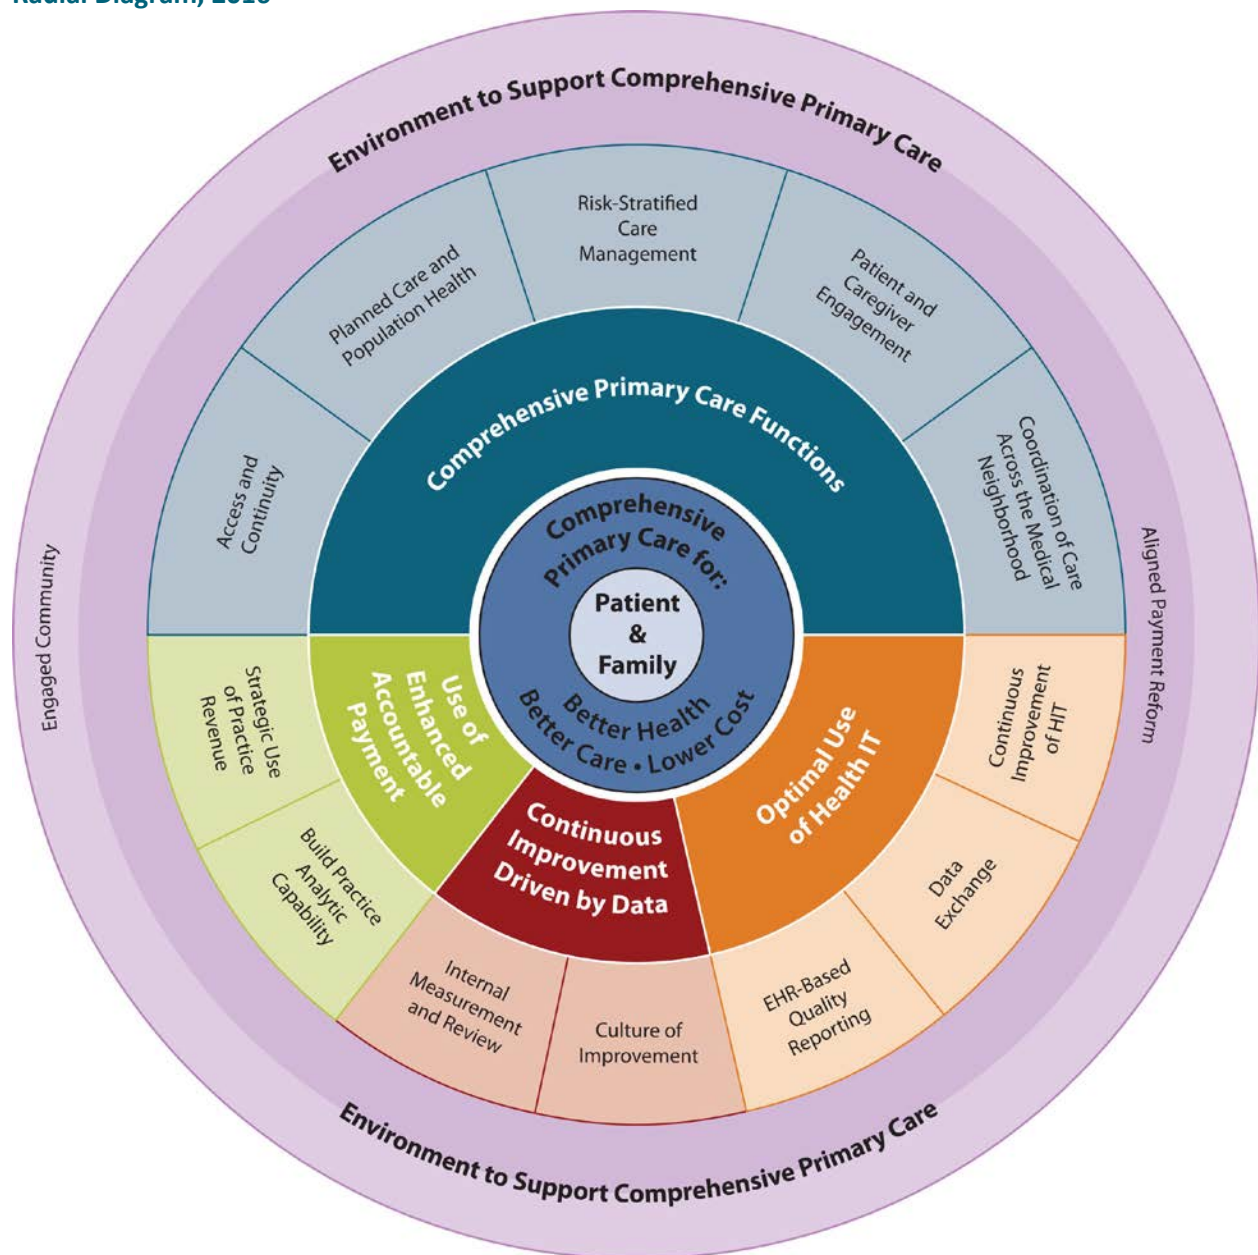 Radial Diagram, 2016
Environment to Support Comprehensive Primary Care
Risk-Stratified
Care
Management
Planned Care and
Population Health
Patient and
Caregiver
Engagement
Access and
Continuity
Coordination of Care
Across the Medical
Neighborhood
Comprehensive Primary Care Functions
Comprehensive
Primary Care for:
Patient
&
Family
Better Health
Better Care • Lower Cost
Engaged Community
Aligned Payment Reform
Use of
Enhanced
Accountable
Payment
Strategic Use
of Practice
Revenue
Build Practice
Analytic
Capability
Continuous
Improvement
Driven by Data
Internal
Measurement
and Review
Culture of
Improvement
Optimal Use
of Health IT
Continuous
Improvement
of HIT
Data
Exchange
EHR-Based
Quality
Reporting
Environment to Support Comprehensive Primary Care